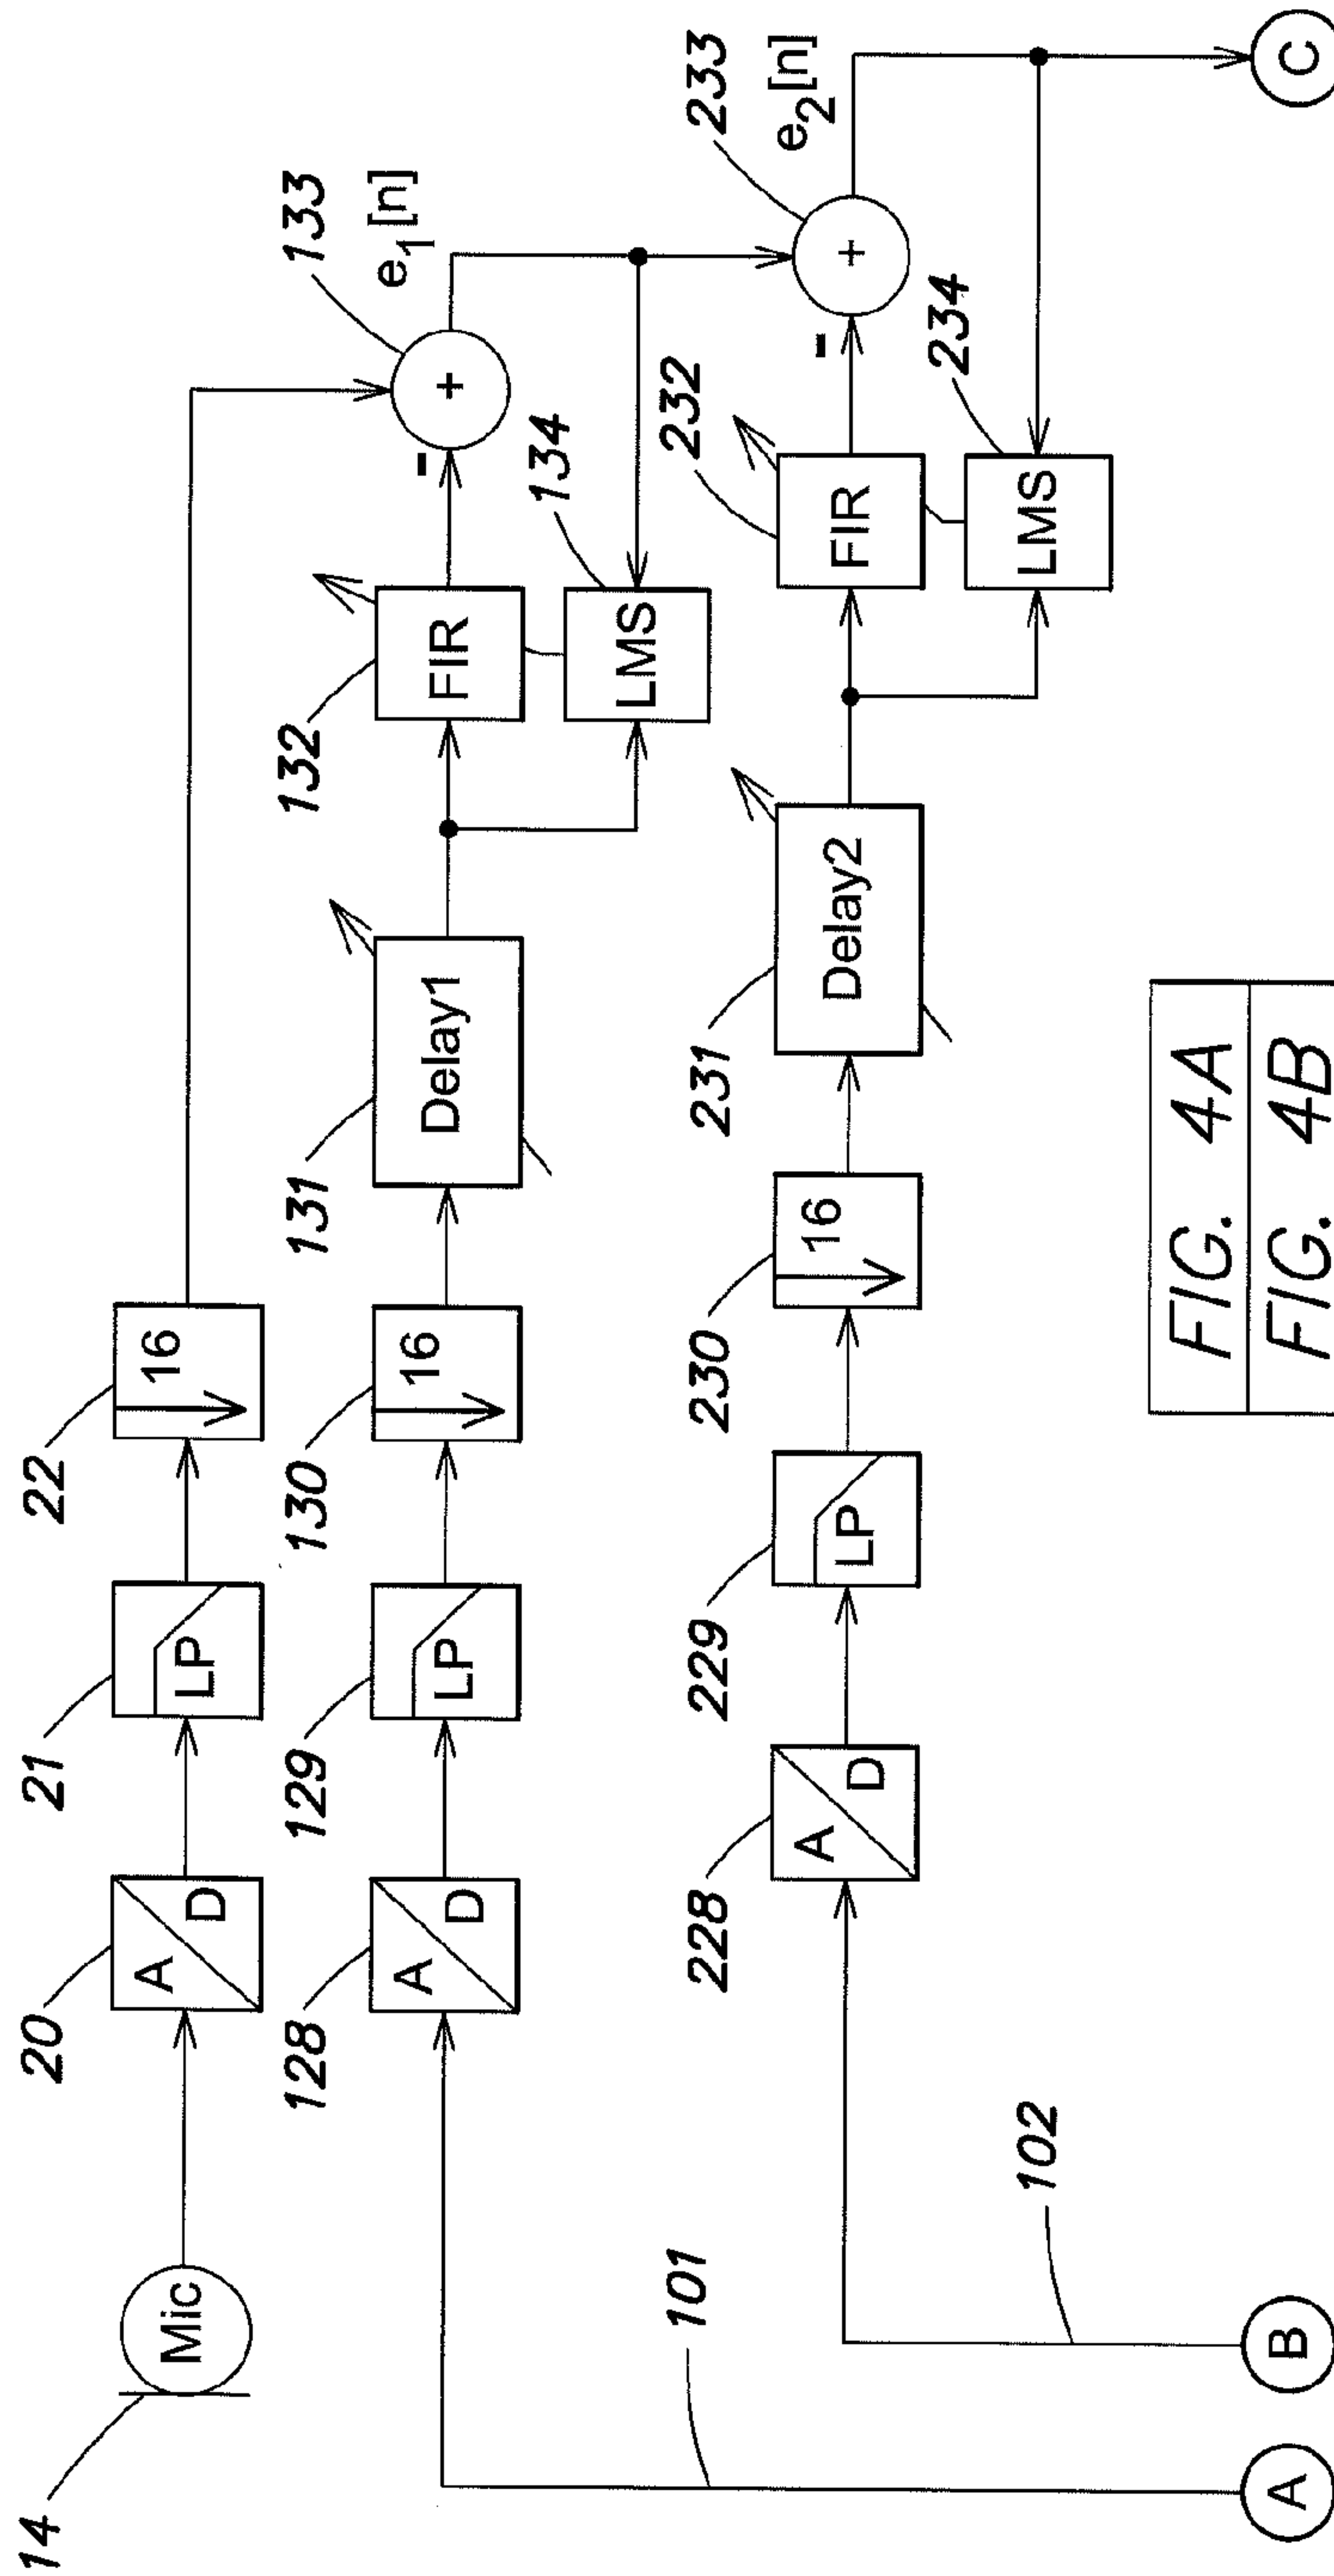 14
Mic
20
A
D
21
LP
22
16
133
e1[n]
+
-
128
A
D
129
LP
130
16
131
Delay1
132
FIR
134
LMS
233
e2[n]
+
-
101
228
A
D
229
LP
230
16
231
Delay2
232
FIR
234
LMS
102
A
B
C
FIG. 4A
FIG. 4B